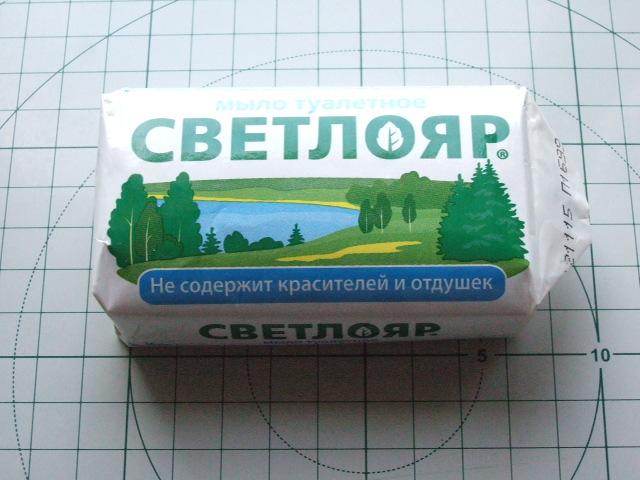 мыло туалетное
СВЕТЛОЯР®
Не содержит красителей и отдушек
СВЕТЛОЯР
5
10